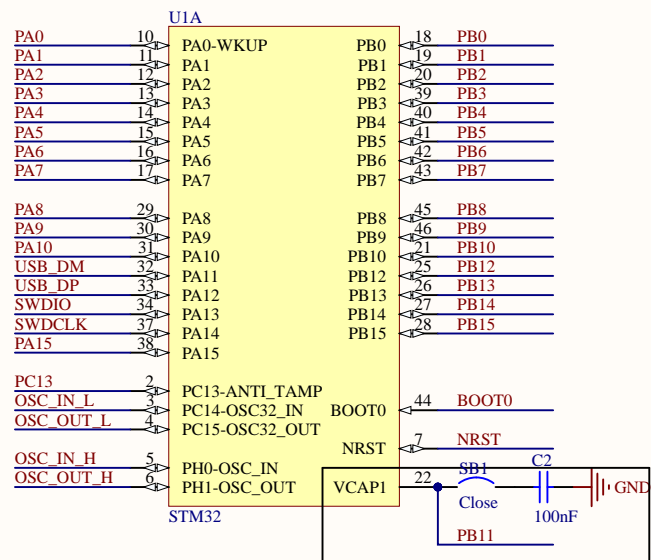 U1A
PA0 10 PA0-WKUP PB0 18 PB0
PA1 11 PA1 PB1 19 PB1
PA2 12 PA2 PB2 20 PB2
PA3 13 PA3 PB3 39 PB3
PA4 14 PA4 PB4 40 PB4
PA5 15 PA5 PB5 41 PB5
PA6 16 PA6 PB6 42 PB6
PA7 17 PA7 PB7 43 PB7
PA8 29 PA8 PB8 45 PB8
PA9 30 PA9 PB9 46 PB9
PA10 31 PA10 PB10 21 PB10
USB_DM 32 PA11 PB12 25 PB12
USB_DP 33 PA12 PB13 26 PB13
SWDIO 34 PA13 PB14 27 PB14
SWDCLK 37 PA14 PB15 28 PB15
PA15 38 PA15
PC13 2 PC13-ANTI_TAMP
OSC_IN_L 3 PC14-OSC32_IN BOOT0 44 BOOT0
OSC_OUT_L 4 PC15-OSC32_OUT
NRST 7 NRST
OSC_IN_H 5 PH0-OSC_IN SB1 C2
OSC_OUT_H 6 PH1-OSC_OUT VCAP1 22 GND
Close
STM32 100nF
PB11